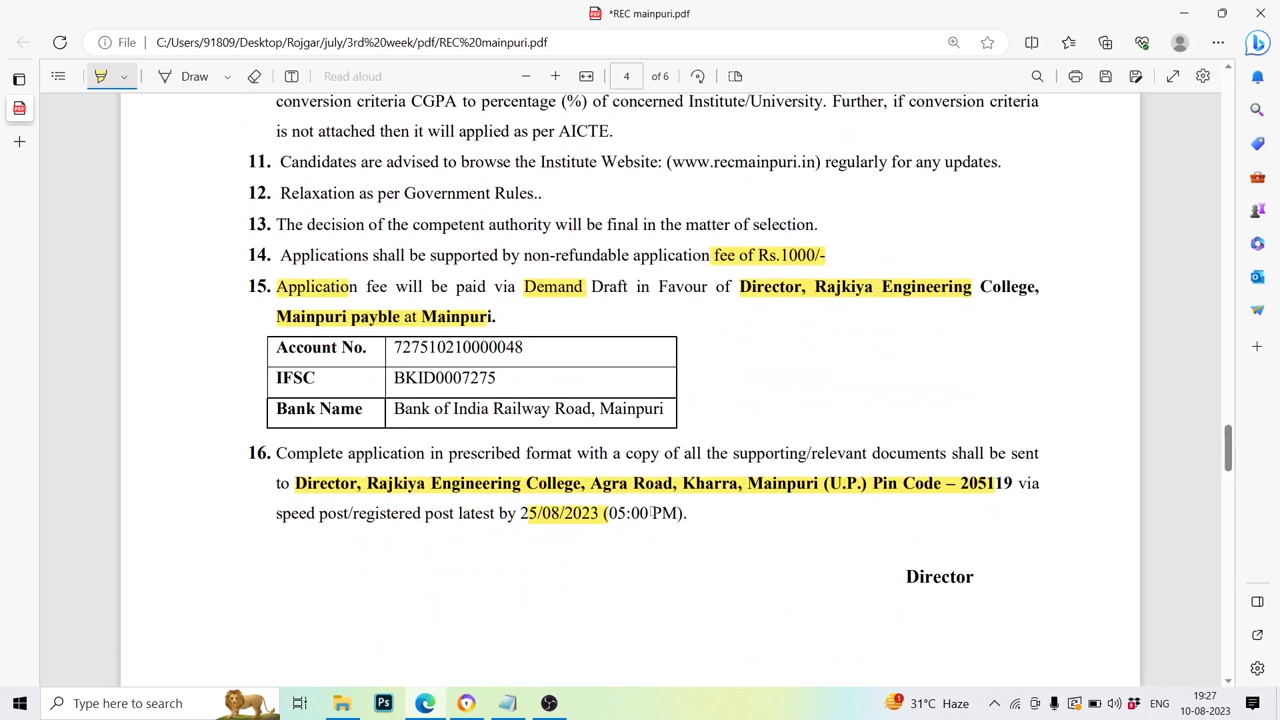 *REC mainpuri.pdf
File C:/Users/91809/Desktop/Rojgar/july/3rd%20week/pdf/REC%20mainpuri.pdf
Draw Read aloud 4 of 6
conversion criteria CGPA to percentage (%) of concerned Institute/University. Further, if conversion criteria
is not attached then it will applied as per AICTE.
11. Candidates are advised to browse the Institute Website: (www.recmainpuri.in) regularly for any updates.
12. Relaxation as per Government Rules..
13. The decision of the competent authority will be final in the matter of selection.
14. Applications shall be supported by non-refundable application fee of Rs.1000/-
15. Application fee will be paid via Demand Draft in Favour of Director, Rajkiya Engineering College,
Mainpuri payble at Mainpuri.
Account No. 727510210000048
IFSC BKID0007275
Bank Name Bank of India Railway Road, Mainpuri
16. Complete application in prescribed format with a copy of all the supporting/relevant documents shall be sent
to Director, Rajkiya Engineering College, Agra Road, Kharra, Mainpuri (U.P.) Pin Code – 205119 via
speed post/registered post latest by 25/08/2023 (05:00 PM).
Director
Type here to search
Ps
1
31°C Haze
ENG
19:27
10-08-2023